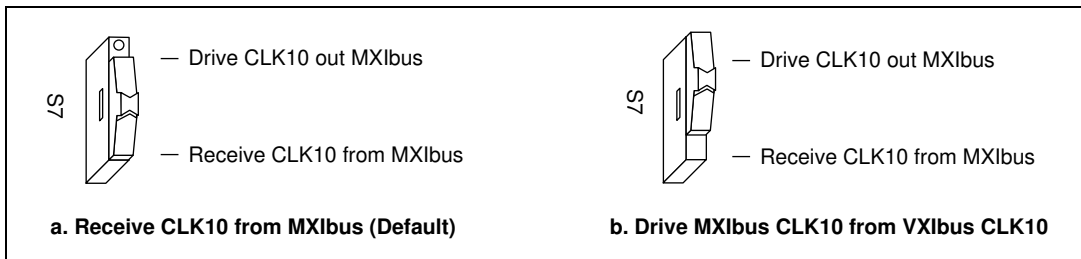 S7
— Drive CLK10 out MXIbus
— Receive CLK10 from MXIbus
a. Receive CLK10 from MXIbus (Default)
S7
— Drive CLK10 out MXIbus
— Receive CLK10 from MXIbus
b. Drive MXIbus CLK10 from VXIbus CLK10